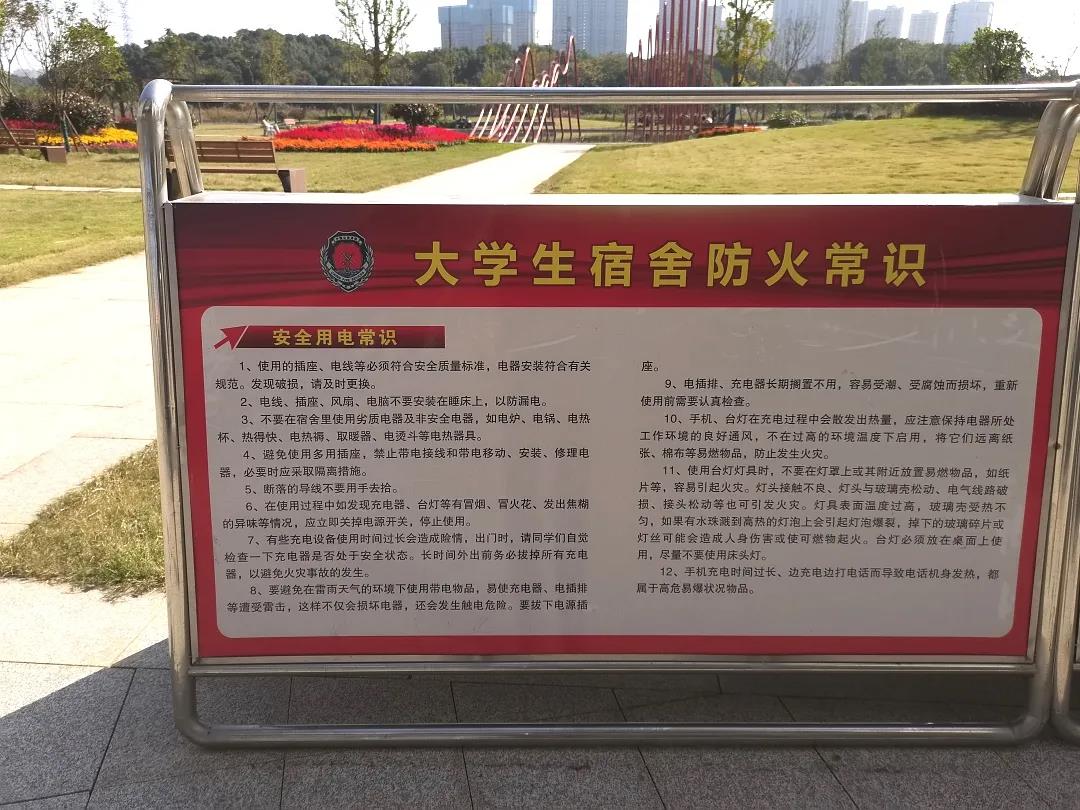 大学生宿舍防火常识
安全用电常识
1、使用的插座、电线等必须符合安全质量标准，电器安装符合有关
规范。发现破损，请及时更换。
2、电线、插座、风扇、电脑不要安装在睡床上，以防漏电。
3、不要在宿舍里使用劣质电器及非安全电器，如电炉、电锅、电热
杯、热得快、电热褥、取暖器、电烫斗等电热器具。
4、避免使用多用插座，禁止带电接线和带电移动、安装、修理电
器，必要时应采取隔离措施。
5、断落的导线不要用手去拾。
6、在使用过程中如发现充电器、台灯等有冒烟、冒火花、发出焦糊
的异味等情况，应立即关掉电源开关，停止使用。
7、有些充电设备使用时间过长会造成险情，出门时，请同学们自觉
检查一下充电器是否处于安全状态。长时间外出前务必拔掉所有充电
器，以避免火灾事故的发生。
8、要避免在雷雨天气的环境下使用带电物品，易使充电器、电插排
等遭受雷击，这样不仅会损坏电器，还会发生触电危险。要拔下电源插
座。
9、电插排、充电器长期搁置不用，容易受潮、受腐蚀而损坏，重新
使用前需要认真检查。
10、手机、台灯在充电过程中会散发出热量，应注意保持电器所处
工作环境的良好通风，不在过高的环境温度下启用，将它们远离纸
张、棉布等易燃物品，防止发生火灾。
11、使用台灯灯具时，不要在灯罩上或其附近放置易燃物品，如纸
片等，容易引起火灾。灯头接触不良、灯头与玻璃壳松动、电气线路破
损、接头松动等也可引发火灾。灯具表面温度过高，玻璃壳受热不
匀，如果有水珠溅到高热的灯泡上会引起灯泡爆裂，掉下的玻璃碎片或
灯丝可能会造成人身伤害或使可燃物起火。台灯必须放在桌面上使
用，尽量不要使用床头灯。
12、手机充电时间过长、边充电边打电话而导致电话机身发热，都
属于高危易爆状况物品。